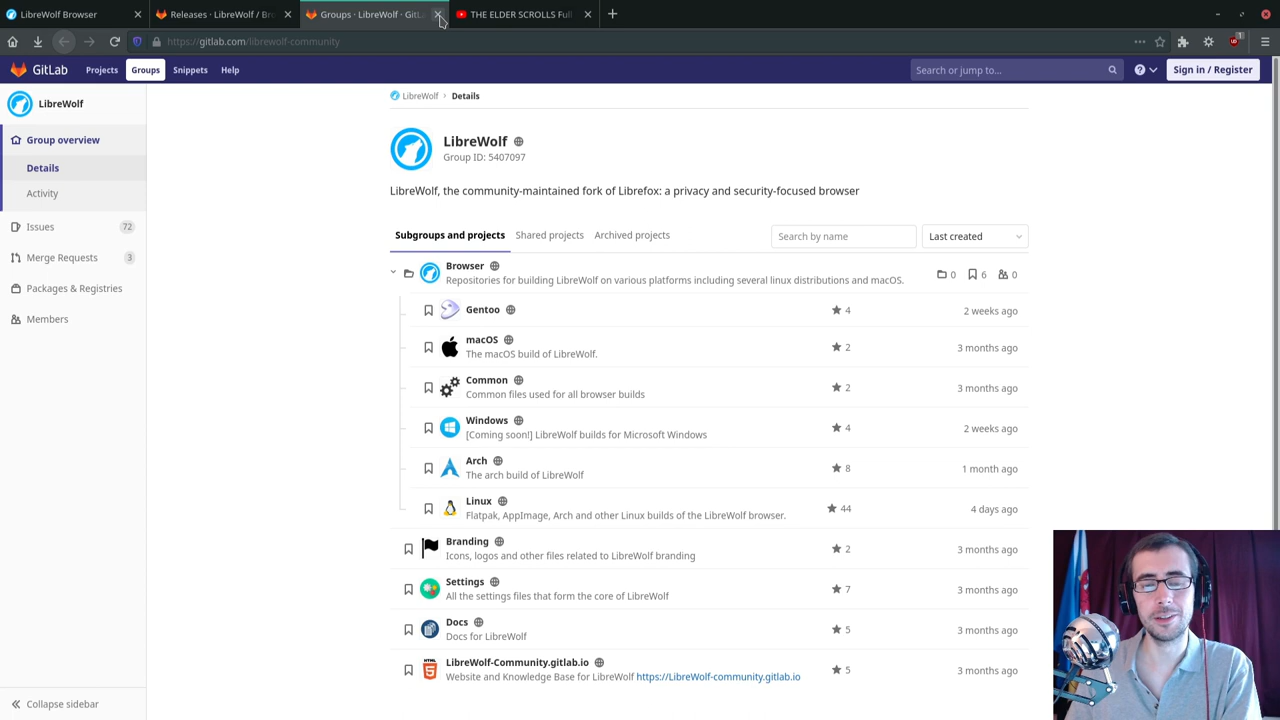 LibreWolf Browser
Releases · LibreWolf / Bro
Groups · LibreWolf · GitLa
THE ELDER SCROLLS Full
https://gitlab.com/librewolf-community
1
GitLab
Projects
Groups
Snippets
Help
Search or jump to...
Sign in / Register
LibreWolf
LibreWolf
Details
Group overview
Details
Activity
Issues
72
Merge Requests
3
Packages & Registries
Members
Collapse sidebar
LibreWolf
Group ID: 5407097
LibreWolf, the community-maintained fork of Librefox: a privacy and security-focused browser
Subgroups and projects
Shared projects
Archived projects
Search by name
Last created
Browser
Repositories for building LibreWolf on various platforms including several linux distributions and macOS.
0
6
0
Gentoo
4
2 weeks ago
macOS
The macOS build of LibreWolf.
2
3 months ago
Common
Common files used for all browser builds
2
3 months ago
Windows
[Coming soon!] LibreWolf builds for Microsoft Windows
4
2 weeks ago
Arch
The arch build of LibreWolf
8
1 month ago
Linux
Flatpak, AppImage, Arch and other Linux builds of the LibreWolf browser.
44
4 days ago
Branding
Icons, logos and other files related to LibreWolf branding
2
3 months ago
Settings
All the settings files that form the core of LibreWolf
7
3 months ago
Docs
Docs for LibreWolf
5
3 months ago
HTML
LibreWolf-Community.gitlab.io
Website and Knowledge Base for LibreWolf https://LibreWolf-community.gitlab.io
5
3 months ago